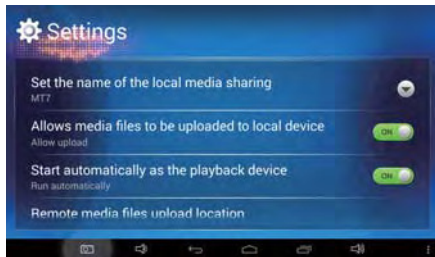 Settings
Set the name of the local media sharing
MT7
Allows media files to be uploaded to local device
Allow upload
ON
Start automatically as the playback device
Run automatically
ON
Remote media files upload location